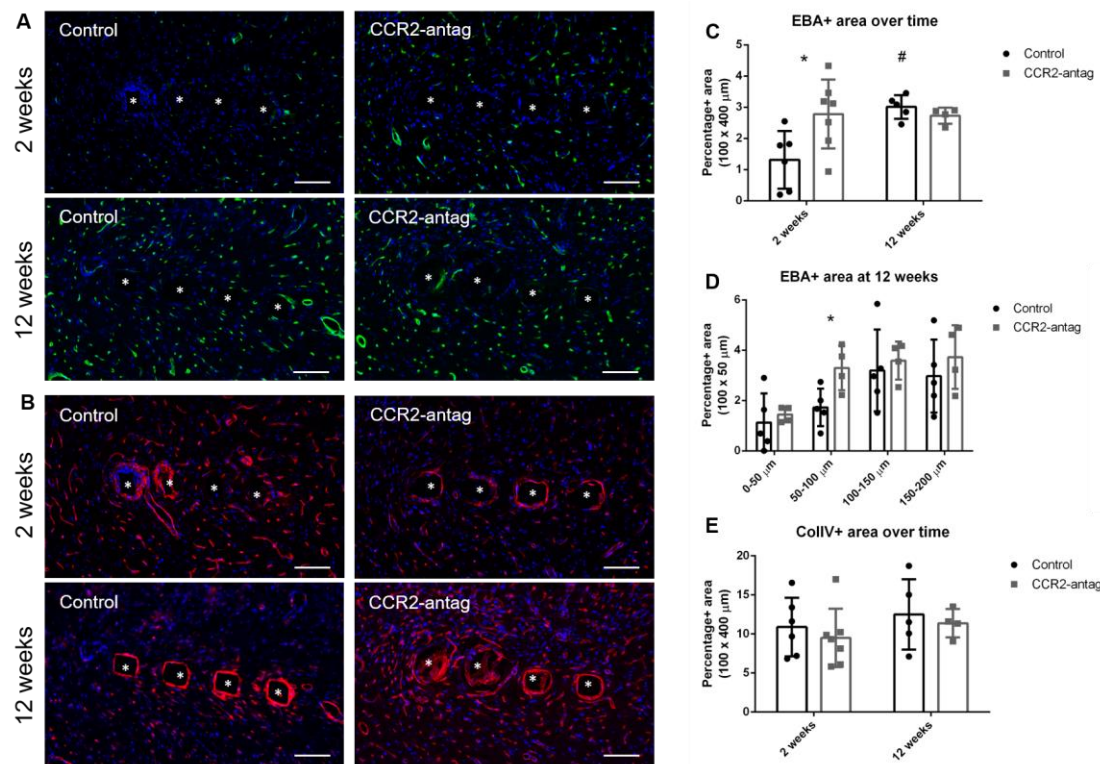 A
2 weeks
Control
* * * *
CCR2-antag
* * * *
12 weeks
Control
* * * *
CCR2-antag
* * * *
B
2 weeks
Control
* * * *
CCR2-antag
* * * *
12 weeks
Control
* * * *
CCR2-antag
* * * *
C
EBA+ area over time
Percentage+ area
(100 x 400 µm)
5
4
3
2
1
0
*
#
2 weeks
12 weeks
Control
CCR2-antag
D
EBA+ area at 12 weeks
Percentage+ area
(100 x 50 µm)
6
4
2
0
*
0-50 µm
50-100 µm
100-150 µm
150-200 µm
Control
CCR2-antag
E
ColIV+ area over time
Percentage+ area
(100 x 400 µm)
20
15
10
5
0
2 weeks
12 weeks
Control
CCR2-antag